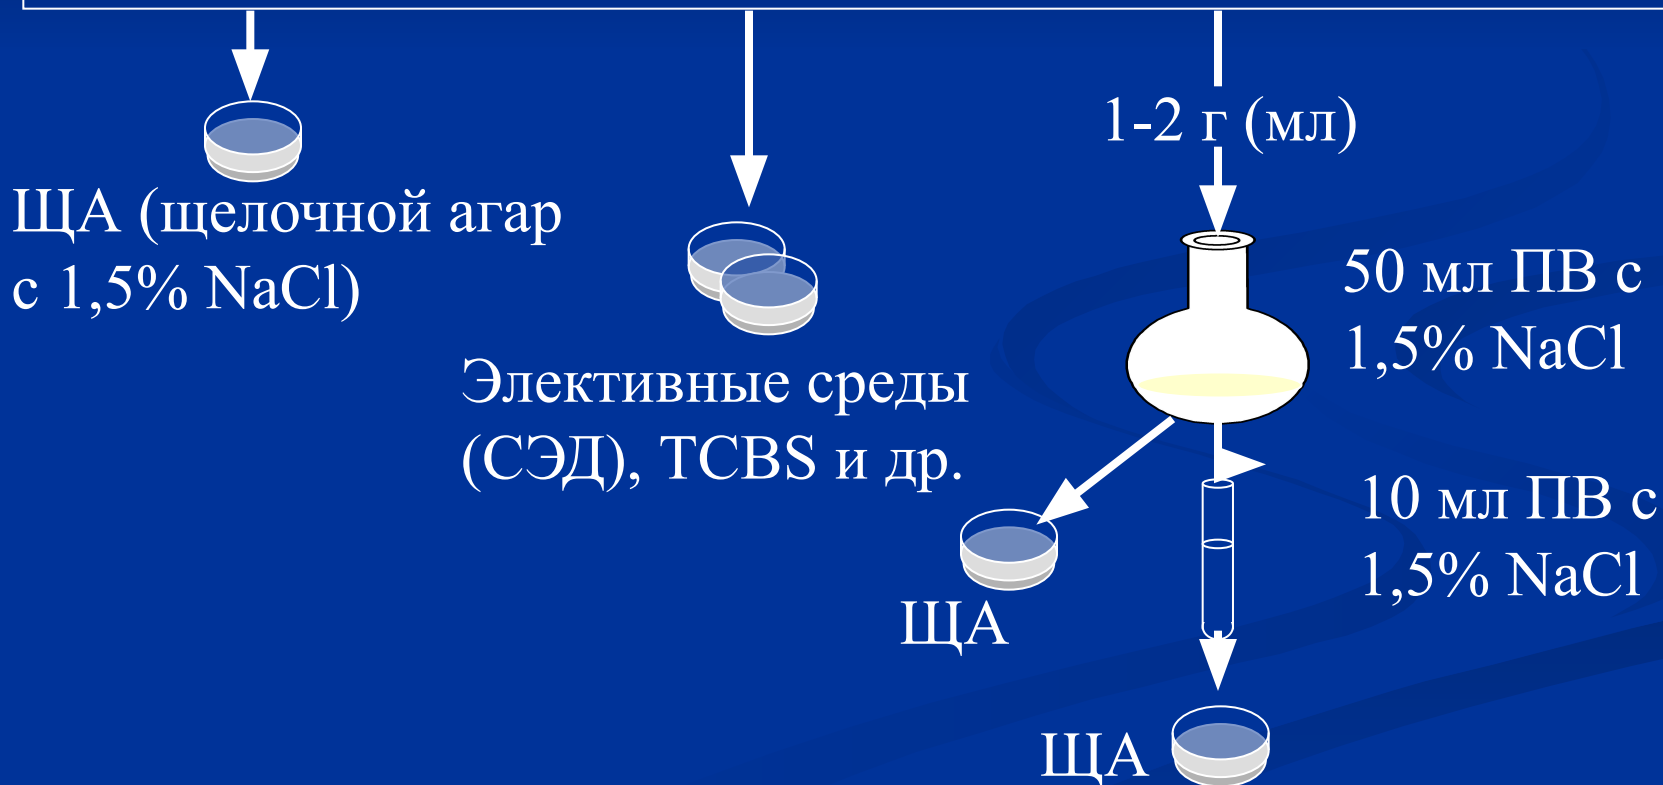 1-2 г (мл)
ЩА (щелочной агар
с 1,5% NaCl)
Элективные среды
(СЭД), TCBS и др.
50 мл ПВ с
1,5% NaCl
10 мл ПВ с
1,5% NaCl
ЩА
ЩА